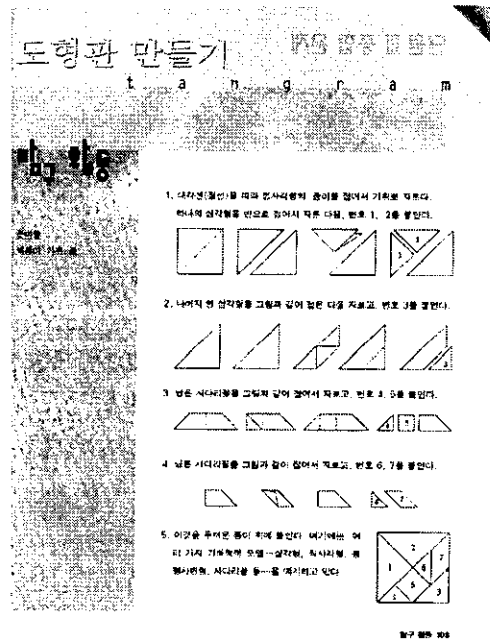 도형판 만들기
t a n g r a m
탐구 활동
1. 대각선(점선)을 따라 정사각형의 종이를 접어서 가위로 자른다.
하나의 삼각형을 반으로 접어서 자른 다음, 번호 1, 2를 붙인다.
2. 나머지 한 삼각형을 그림과 같이 접은 다음 자르고, 번호 3을 붙인다.
3. 남은 사다리꼴을 그림과 같이 접어서 자르고, 번호 4, 5를 붙인다.
4. 남은 사다리꼴을 그림과 같이 접어서 자르고, 번호 6, 7을 붙인다.
5. 이것을 두꺼운 종이 위에 붙인다. 여기에는 여
러 가지 기하학적 모양…삼각형, 직사각형, 평
행사변형, 사다리꼴 등…을
탐구 활동 103